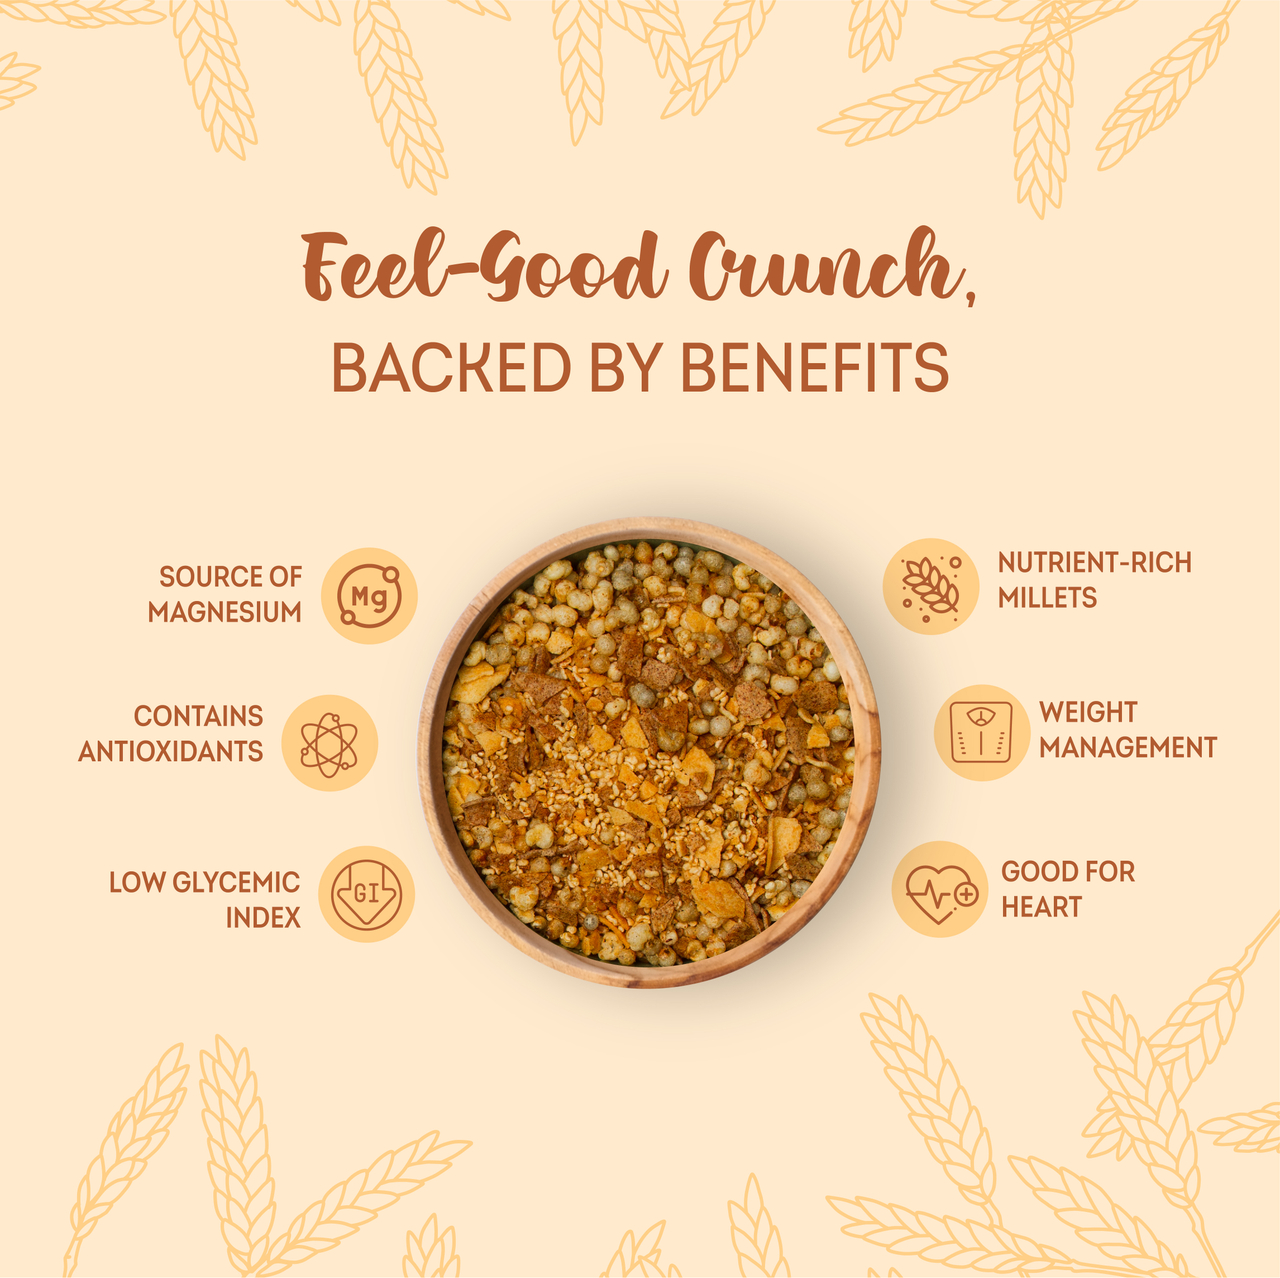 Feel-Good Crunch,
BACKED BY BENEFITS
SOURCE OF
MAGNESIUM
Mg
CONTAINS
ANTIOXIDANTS
LOW GLYCEMIC
INDEX
GI
NUTRIENT-RICH
MILLETS
WEIGHT
MANAGEMENT
GOOD FOR
HEART